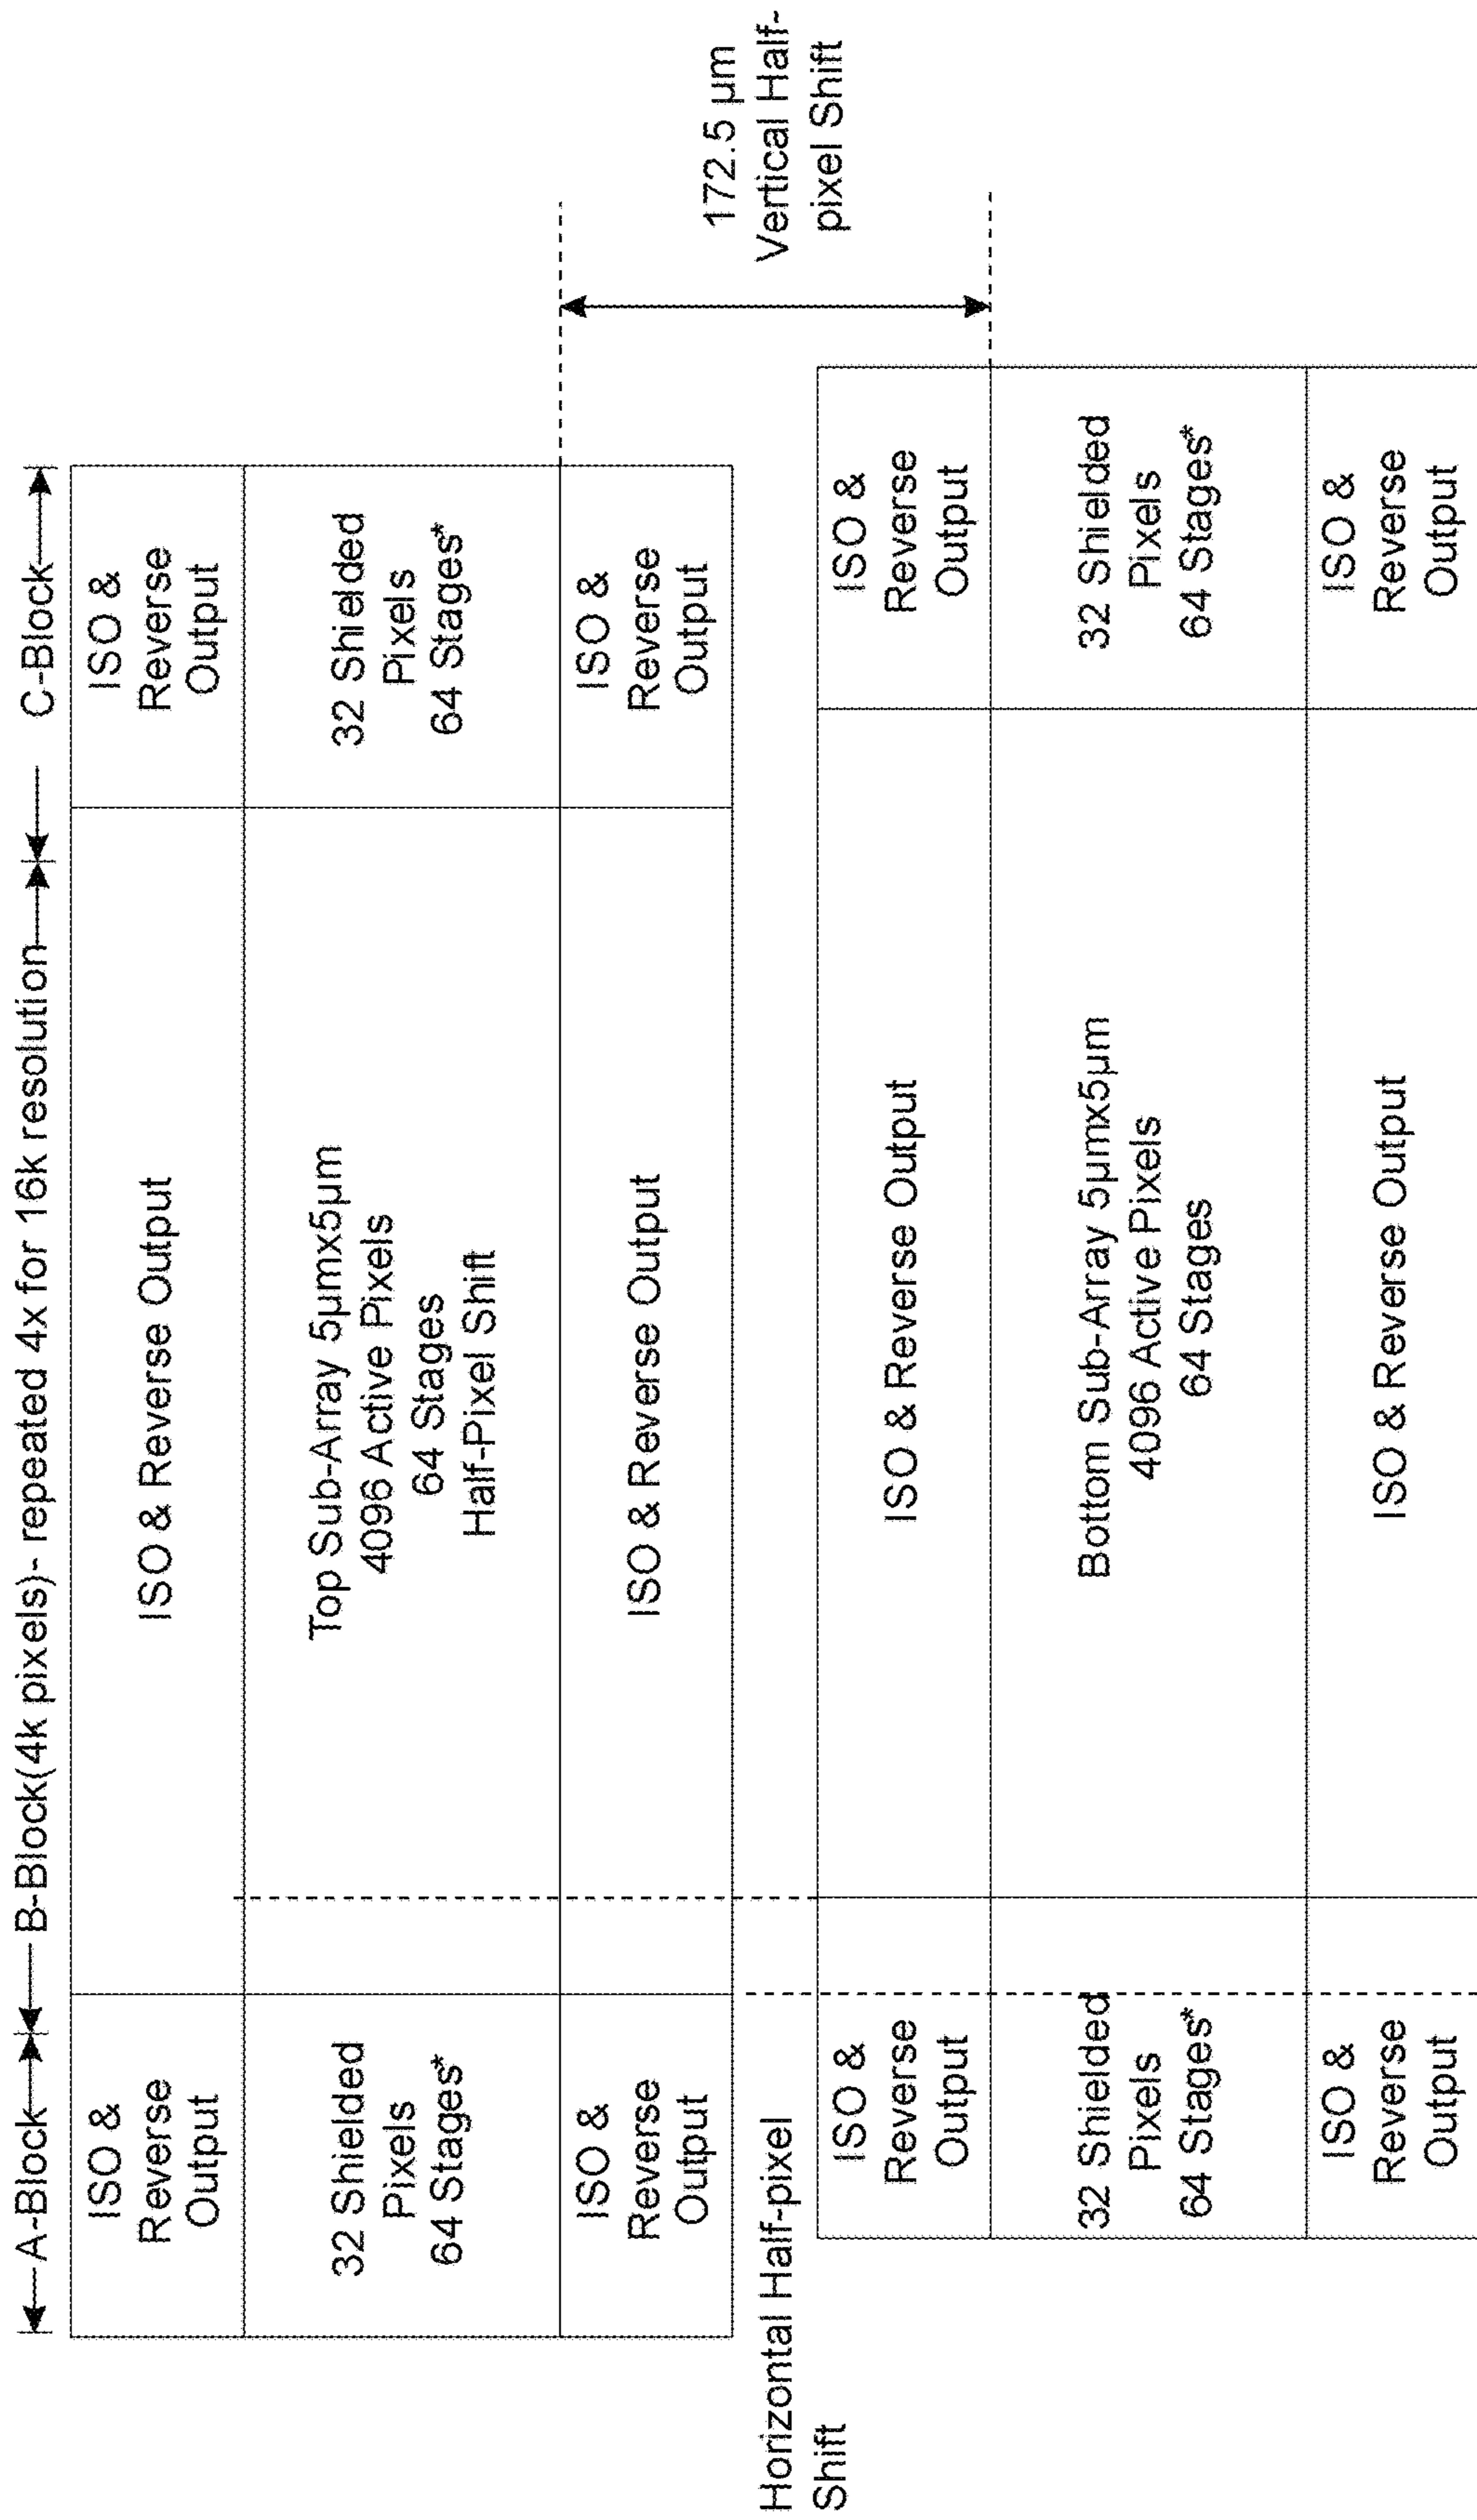 A-Block
B-Block(4k pixels)- repeated 4x for 16k resolution
C-Block
ISO &
Reverse
Output
ISO & Reverse Output
ISO &
Reverse
Output
32 Shielded
Pixels
64 Stages*
Top Sub-Array 5µmx5µm
4096 Active Pixels
64 Stages
Half-Pixel Shift
32 Shielded
Pixels
64 Stages*
ISO &
Reverse
Output
ISO & Reverse Output
ISO &
Reverse
Output
172.5 µm
Vertical Half-
pixel Shift
Horizontal Half-pixel
Shift
ISO &
Reverse
Output
ISO & Reverse Output
ISO &
Reverse
Output
32 Shielded
Pixels
64 Stages*
Bottom Sub-Array 5µmx5µm
4096 Active Pixels
64 Stages
32 Shielded
Pixels
64 Stages*
ISO &
Reverse
Output
ISO & Reverse Output
ISO &
Reverse
Output